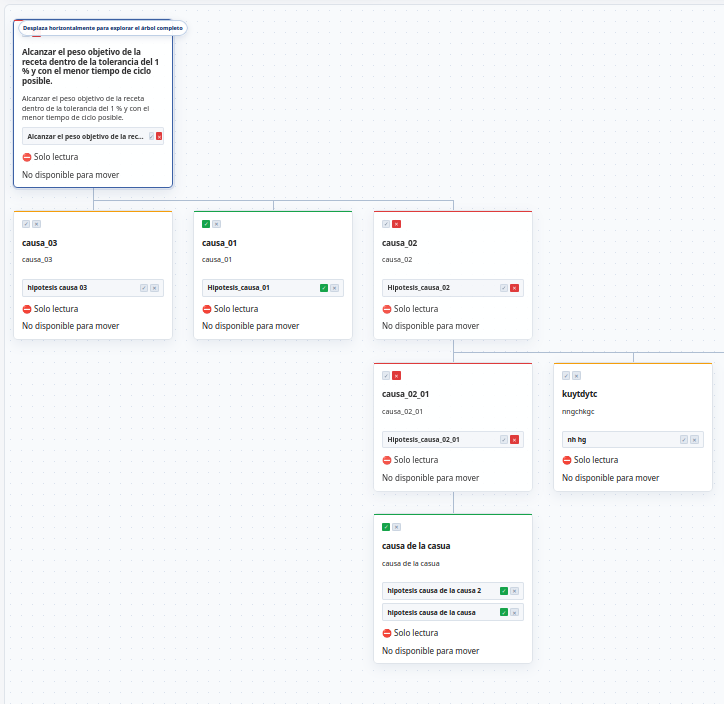 Desplaza horizontalmente para explorar el árbol completo
Alcanzar el peso objetivo de la
receta dentro de la tolerancia del 1
% y con el menor tiempo de ciclo
posible.
Alcanzar el peso objetivo de la receta
dentro de la tolerancia del 1 % y con el
menor tiempo de ciclo posible.
Alcanzar el peso objetivo de la rec...
Solo lectura
No disponible para mover
causa_03
causa_03
hipotesis causa 03
Solo lectura
No disponible para mover
causa_01
causa_01
Hipotesis_causa_01
Solo lectura
No disponible para mover
causa_02
causa_02
Hipotesis_causa_02
Solo lectura
No disponible para mover
causa_02_01
causa_02_01
Hipotesis_causa_02_01
Solo lectura
No disponible para mover
kuytdytc
nngchkgc
nh hg
Solo lectura
No disponible para mover
causa de la casua
causa de la casua
hipotesis causa de la causa 2
hipotesis causa de la causa
Solo lectura
No disponible para mover